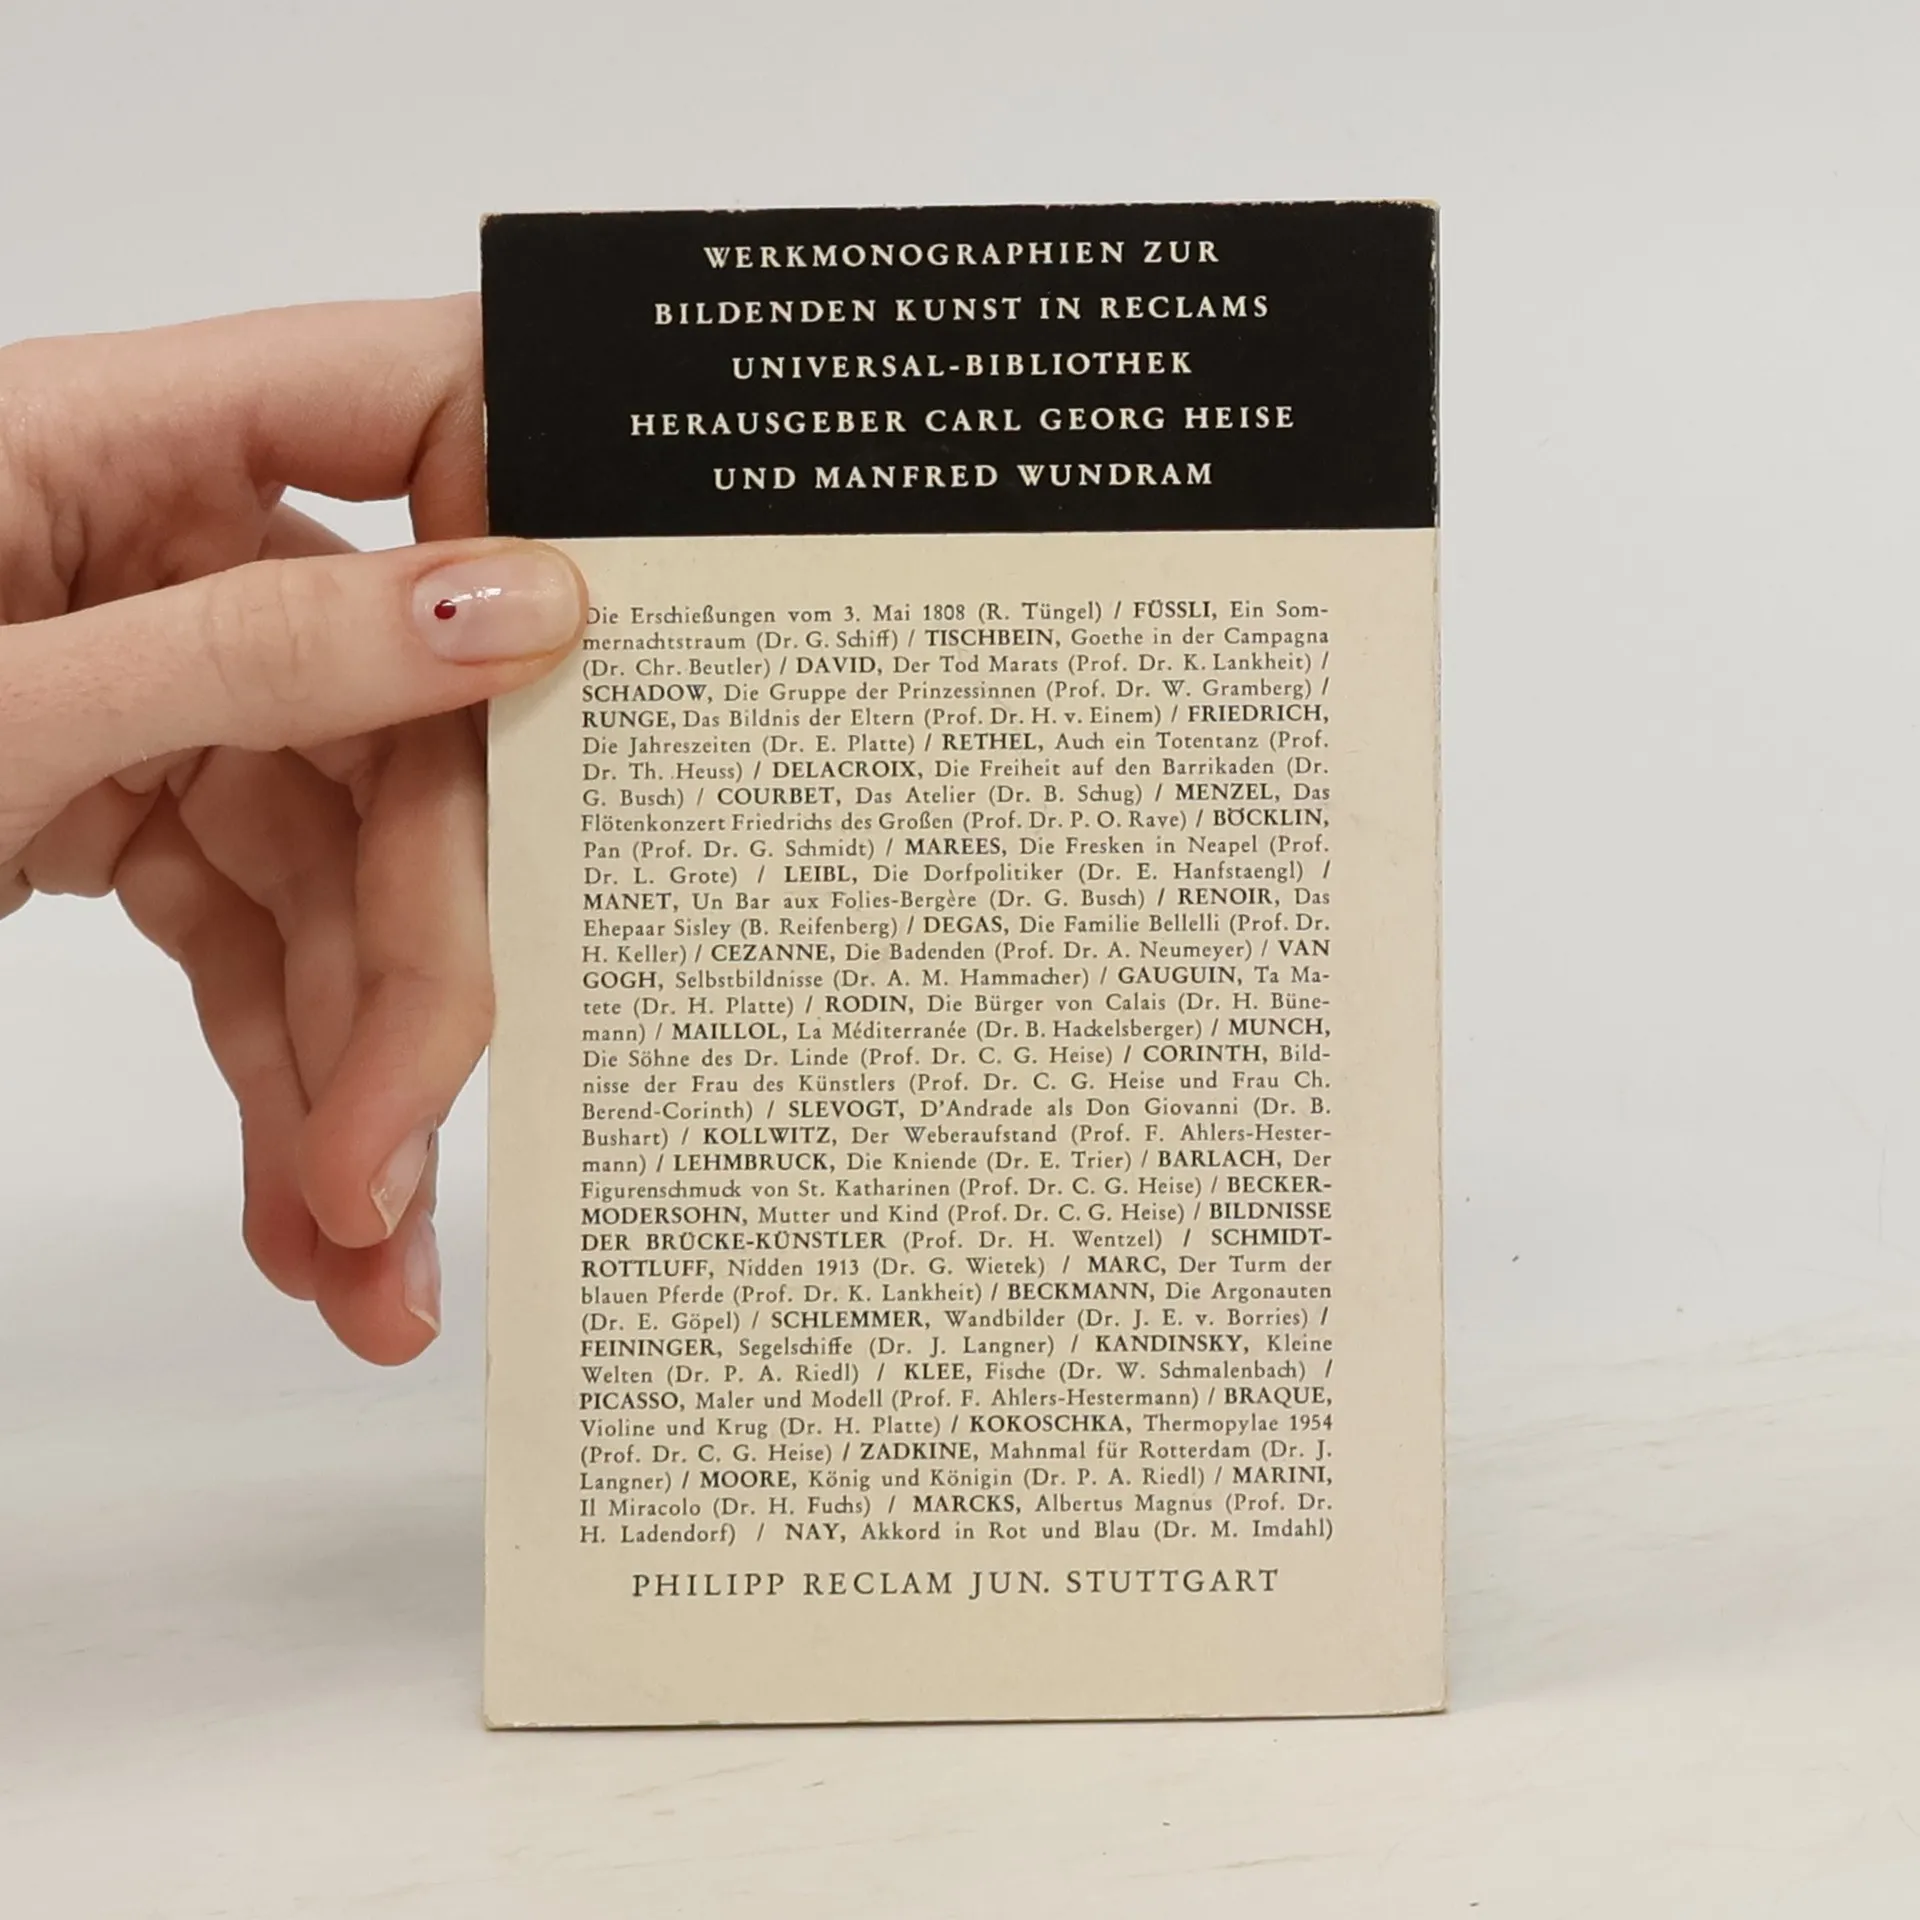 WERKMONOGRAPHIEN ZUR
BILDENDEN KUNST IN RECLAMS
UNIVERSAL-BIBLIOTHEK
HERAUSGEBER CARL GEORG HEISE
UND MANFRED WUNDRAM
Die Erschießungen vom 3. Mai 1808 (R. Tüngel) / FÜSSLI, Ein Som-
mernachtstraum (Dr. G. Schiff) / TISCHBEIN, Goethe in der Campagna
(Dr. Chr. Beutler) / DAVID, Der Tod Marats (Prof. Dr. K. Lankheit) /
SCHADOW, Die Gruppe der Prinzessinnen (Prof. Dr. W. Gramberg) /
RUNGE, Das Bildnis der Eltern (Prof. Dr. H. v. Einem) / FRIEDRICH,
Die Jahreszeiten (Dr. E. Platte) / RETHEL, Auch ein Totentanz (Prof.
Dr. Th. Heuss) / DELACROIX, Die Freiheit auf den Barrikaden (Dr.
G. Busch) / COURBET, Das Atelier (Dr. B. Schug) / MENZEL, Das
Flötenkonzert Friedrichs des Großen (Prof. Dr. P. O. Rave) / BÖCKLIN,
Pan (Prof. Dr. G. Schmidt) / MAREES, Die Fresken in Neapel (Prof.
Dr. L. Grote) / LEIBL, Die Dorfpolitiker (Dr. E. Hanfstaengl) /
MANET, Un Bar aux Folies-Bergère (Dr. G. Busch) / RENOIR, Das
Ehepaar Sisley (B. Reifenberg) / DEGAS, Die Familie Bellelli (Prof. Dr.
H. Keller) / CEZANNE, Die Badenden (Prof. Dr. A. Neumeyer) / VAN
GOGH, Selbstbildnisse (Dr. A. M. Hammacher) / GAUGUIN, Ta Ma-
tete (Dr. H. Platte) / RODIN, Die Bürger von Calais (Dr. H. Büne-
mann) / MAILLOL, La Méditerranée (Dr. B. Hackelsberger) / MUNCH,
Die Söhne des Dr. Linde (Prof. Dr. C. G. Heise) / CORINTH, Bild-
nisse der Frau des Künstlers (Prof. Dr. C. G. Heise und Frau Ch.
Berend-Corinth) / SLEVOGT, D'Andrade als Don Giovanni (Dr. B.
Bushart) / KOLLWITZ, Der Weberaufstand (Prof. F. Ahlers-Hester-
mann) / LEHMBRUCK, Die Kniende (Dr. E. Trier) / BARLACH, Der
Figurenschmuck von St. Katharinen (Prof. Dr. C. G. Heise) / BECKER-
MODERSOHN, Mutter und Kind (Prof. Dr. C. G. Heise) / BILDNISSE
DER BRÜCKE-KÜNSTLER (Prof. Dr. H. Wentzel) / SCHMIDT-
ROTTLUFF, Nidden 1913 (Dr. G. Wietek) / MARC, Der Turm der
blauen Pferde (Prof. Dr. K. Lankheit) / BECKMANN, Die Argonauten
(Dr. E. Göpel) / SCHLEMMER, Wandbilder (Dr. J. E. v. Borries) /
FEININGER, Segelschiffe (Dr. J. Langner) / KANDINSKY, Kleine
Welten (Dr. P. A. Riedl) / KLEE, Fische (Dr. W. Schmalenbach) /
PICASSO, Maler und Modell (Prof. F. Ahlers-Hestermann) / BRAQUE,
Violine und Krug (Dr. H. Platte) / KOKOSCHKA, Thermopylae 1954
(Prof. Dr. C. G. Heise) / ZADKINE, Mahnmal für Rotterdam (Dr. J.
Langner) / MOORE, König und Königin (Dr. P. A. Riedl) / MARINI,
Il Miracolo (Dr. H. Fuchs) / MARCKS, Albertus Magnus (Prof. Dr.
H. Ladendorf) / NAY, Akkord in Rot und Blau (Dr. M. Imdahl)
PHILIPP RECLAM JUN. STUTTGART